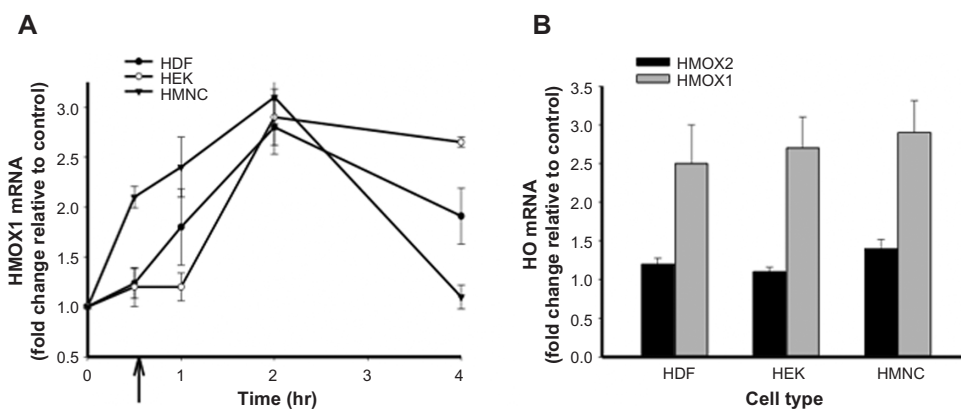 A
HDF
HEK
HMNC
HMOX1 mRNA
(fold change relative to control)
3.0
2.5
2.0
1.5
1.0
0.5
0
1
2
3
4
Time (hr)
B
HMOX2
HMOX1
HO mRNA
(fold change relative to control)
3.5
3.0
2.5
2.0
1.5
1.0
0.5
0.0
HDF
HEK
HMNC
Cell type